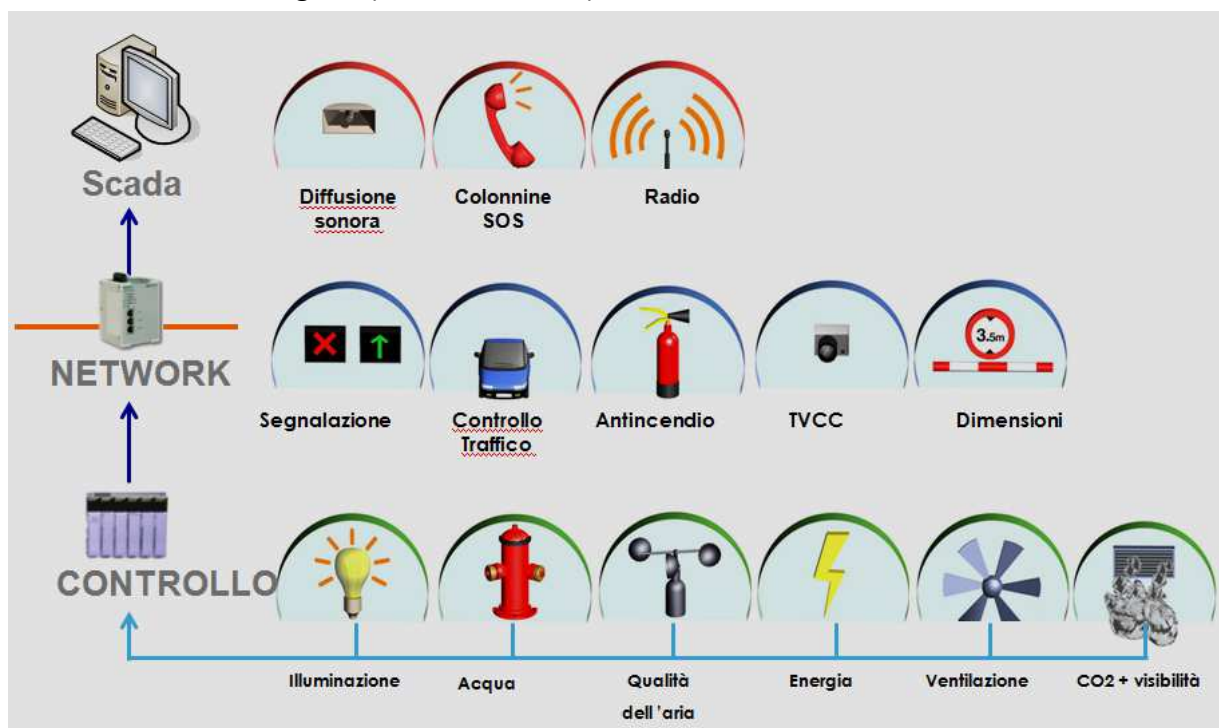 Scada
Diffusione
sonora
Colonnine
SOS
Radio
NETWORK
3.5m
Segnalazione
Controllo
Traffico
Antincendio
TVCC
Dimensioni
CONTROLLO
Illuminazione
Acqua
Qualità
dell'aria
Energia
Ventilazione
CO2 + visibilità